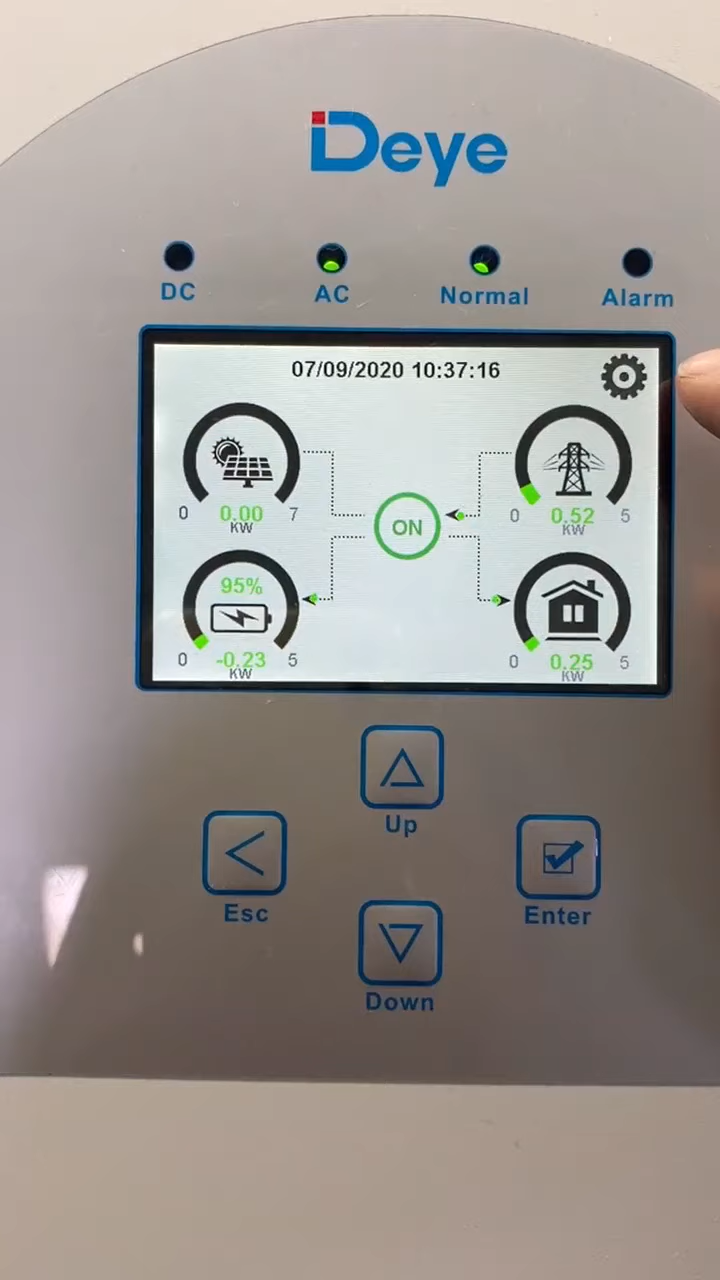 Deye
DC AC Normal Alarm
07/09/2020 10:37:16
0 0.00 7
KW
ON
0 0.52 5
KW
95%
0 -0.23 5
KW
0 0.25 5
KW
Up
Esc
Enter
Down